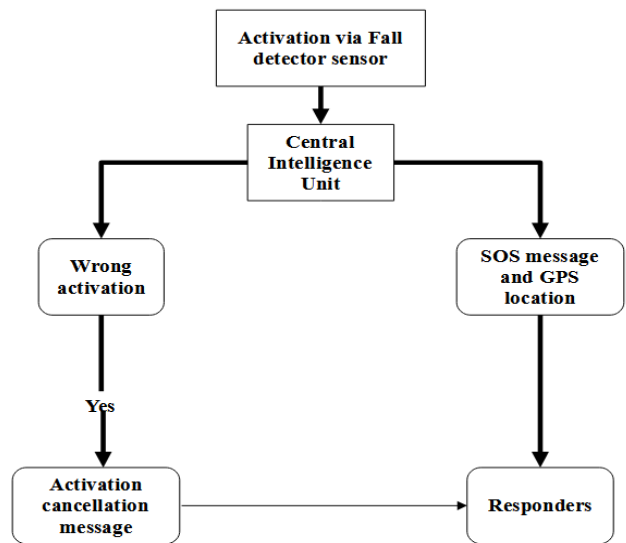 Activation via Fall
detector sensor
Central
Intelligence
Unit
Wrong
activation
SOS message
and GPS
location
Yes
Activation
cancellation
message
Responders